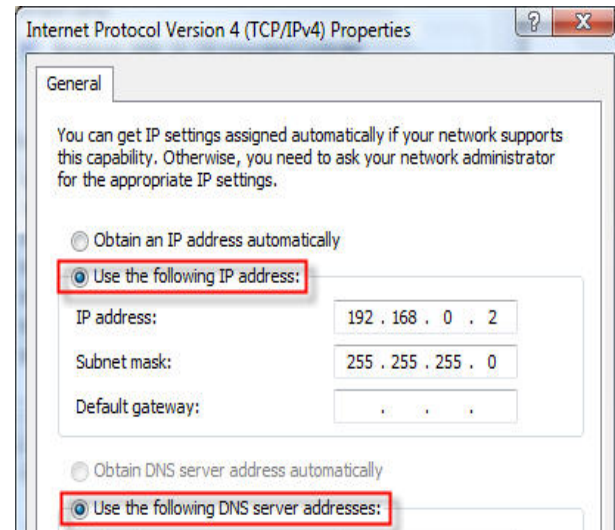 Internet Protocol Version 4 (TCP/IPv4) Properties
General
You can get IP settings assigned automatically if your network supports
this capability. Otherwise, you need to ask your network administrator
for the appropriate IP settings.
Obtain an IP address automatically
Use the following IP address:
IP address: 192 . 168 . 0 . 2
Subnet mask: 255 . 255 . 255 . 0
Default gateway: . . .
Obtain DNS server address automatically
Use the following DNS server addresses: